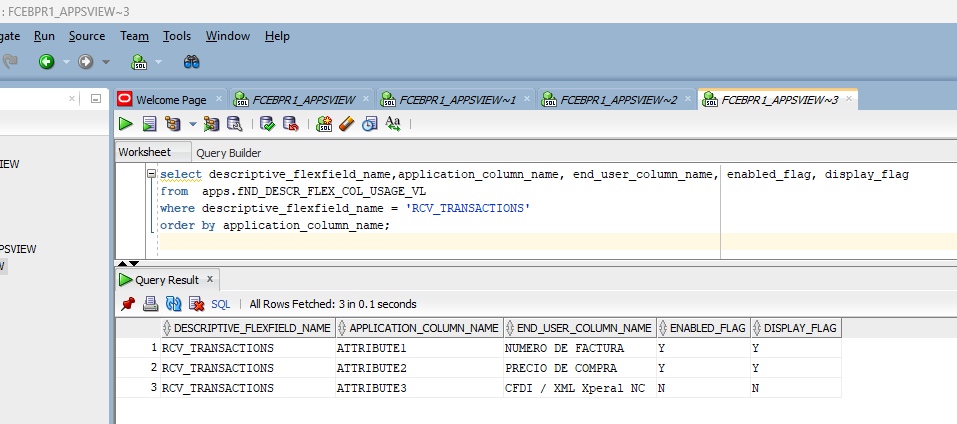 : FCEBPR1_APPSVIEW~3
gate Run Source Team Tools Window Help
Welcome Page FCEBPR1_APPSVIEW FCEBPR1_APPSVIEW~1 FCEBPR1_APPSVIEW~2 FCEBPR1_APPSVIEW~3
Worksheet Query Builder
IEW
PSVIEW
W
select descriptive_flexfield_name,application_column_name, end_user_column_name, enabled_flag, display_flag
from apps.fND_DESCR_FLEX_COL_USAGE_VL
where descriptive_flexfield_name = 'RCV_TRANSACTIONS'
order by application_column_name;
Query Result x
SQL | All Rows Fetched: 3 in 0.1 seconds
DESCRIPTIVE_FLEXFIELD_NAME APPLICATION_COLUMN_NAME END_USER_COLUMN_NAME ENABLED_FLAG DISPLAY_FLAG
1 RCV_TRANSACTIONS ATTRIBUTE1 NUMERO DE FACTURA Y Y
2 RCV_TRANSACTIONS ATTRIBUTE2 PRECIO DE COMPRA Y Y
3 RCV_TRANSACTIONS ATTRIBUTE3 CFDI / XML Xperal NC N N